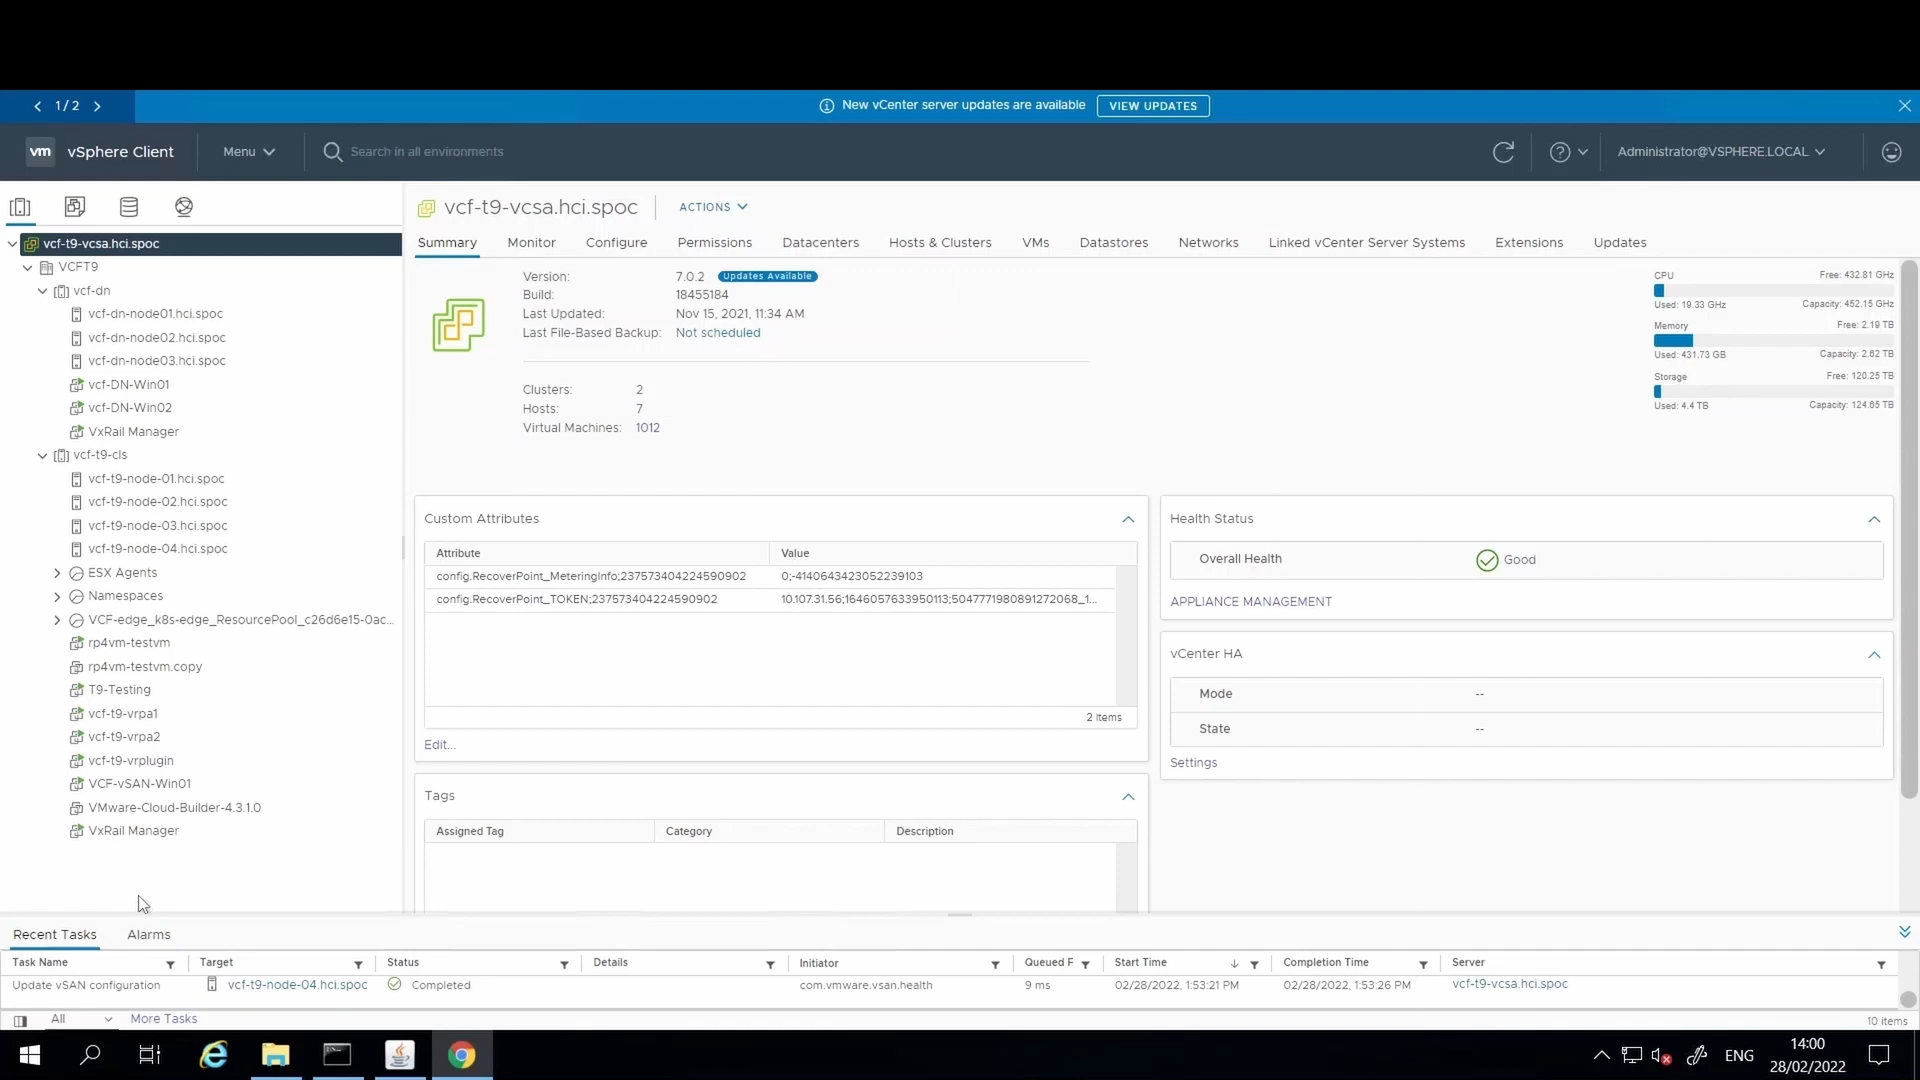 1 / 2
New vCenter server updates are available
VIEW UPDATES
vm vSphere Client
Menu
Search in all environments
Administrator@VSPHERE.LOCAL
vcf-t9-vcsa.hci.spoc
VCFT9
vcf-dn
vcf-dn-node01.hci.spoc
vcf-dn-node02.hci.spoc
vcf-dn-node03.hci.spoc
vcf-DN-Win01
vcf-DN-Win02
VxRail Manager
vcf-t9-cls
vcf-t9-node-01.hci.spoc
vcf-t9-node-02.hci.spoc
vcf-t9-node-03.hci.spoc
vcf-t9-node-04.hci.spoc
ESX Agents
Namespaces
VCF-edge_k8s-edge_ResourcePool_c26d6e15-0ac...
rp4vm-testvm
rp4vm-testvm.copy
T9-Testing
vcf-t9-vrpa1
vcf-t9-vrpa2
vcf-t9-vrplugin
VCF-vSAN-Win01
VMware-Cloud-Builder-4.3.1.0
VxRail Manager
vcf-t9-vcsa.hci.spoc
ACTIONS
Summary Monitor Configure Permissions Datacenters Hosts & Clusters VMs Datastores Networks Linked vCenter Server Systems Extensions Updates
Version: 7.0.2 Updates Available
Build: 18455184
Last Updated: Nov 15, 2021, 11:34 AM
Last File-Based Backup: Not scheduled
Clusters: 2
Hosts: 7
Virtual Machines: 1012
CPU Free: 432.81 GHz
Used: 19.33 GHz Capacity: 452.15 GHz
Memory Free: 2.19 TB
Used: 431.73 GB Capacity: 2.62 TB
Storage Free: 120.25 TB
Used: 4.4 TB Capacity: 124.65 TB
Custom Attributes
Attribute Value
config.RecoverPoint_MeteringInfo;237573404224590902 0;-4140643423052239103
config.RecoverPoint_TOKEN;237573404224590902 10.107.31.56;1646057633950113;5047771980891272068_1...
2 items
Edit...
Tags
Assigned Tag Category Description
Health Status
Overall Health Good
APPLIANCE MANAGEMENT
vCenter HA
Mode --
State --
Settings
Recent Tasks Alarms
Task Name Target Status Details Initiator Queued F Start Time Completion Time Server
Update vSAN configuration vcf-t9-node-04.hci.spoc Completed com.vmware.vsan.health 9 ms 02/28/2022, 1:53:21 PM 02/28/2022, 1:53:26 PM vcf-t9-vcsa.hci.spoc
All More Tasks 10 items
ENG
14:00
28/02/2022